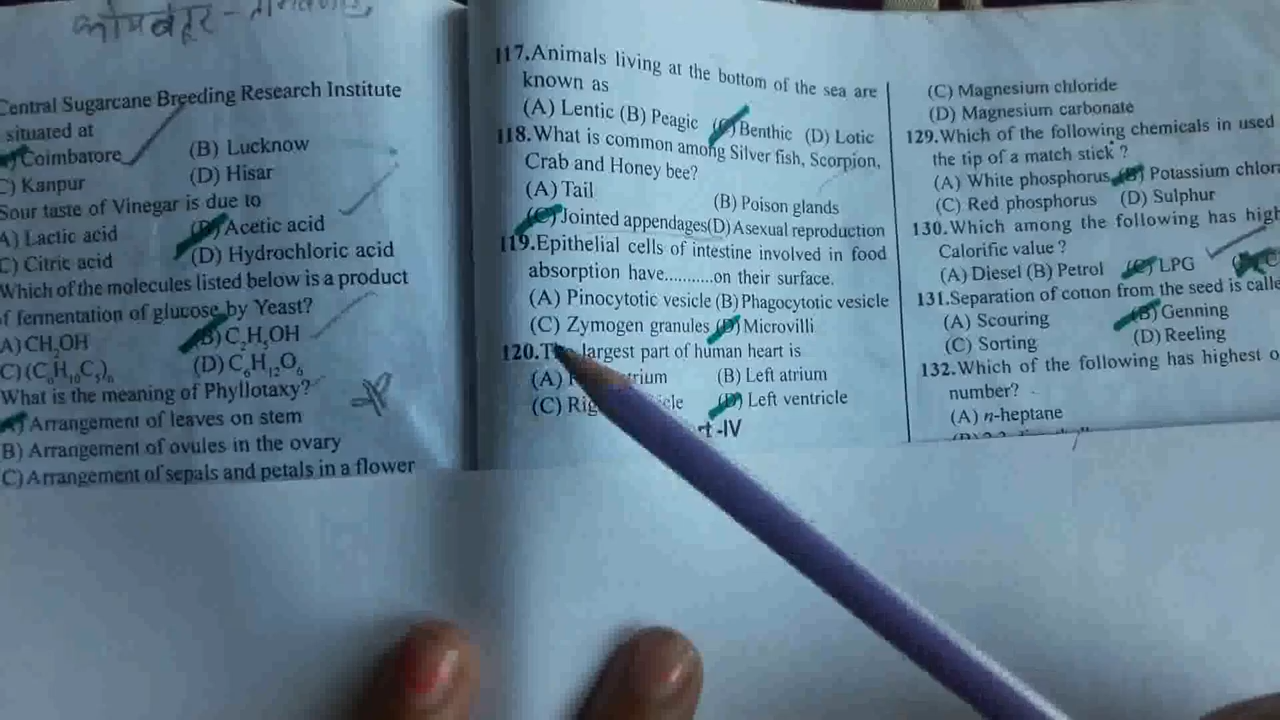 कोयम्बटूर -
Central Sugarcane Breeding Research Institute
situated at
Coimbatore
(B) Lucknow
C) Kanpur
(D) Hisar
Sour taste of Vinegar is due to
A) Lactic acid
(B) Acetic acid
C) Citric acid
(D) Hydrochloric acid
Which of the molecules listed below is a product
f fermentation of glucose by Yeast?
A) CH₃OH
(B) C₂H₅OH
C) (C₆H₁₀C₅)ₙ
(D) C₆H₁₂O₆
What is the meaning of Phyllotaxy?
Arrangement of leaves on stem
B) Arrangement of ovules in the ovary
C) Arrangement of sepals and petals in a flower
117. Animals living at the bottom of the sea are
known as
(A) Lentic (B) Peagic (C) Benthic (D) Lotic
118. What is common among Silver fish, Scorpion,
Crab and Honey bee?
(A) Tail
(B) Poison glands
(C) Jointed appendages (D) Asexual reproduction
119. Epithelial cells of intestine involved in food
absorption have..........on their surface.
(A) Pinocytotic vesicle (B) Phagocytotic vesicle
(C) Zymogen granules (D) Microvilli
120. largest part of human heart is
(A) (B) Left atrium
(C) (D) Left ventricle
-IV
(C) Magnesium chloride
(D) Magnesium carbonate
129. Which of the following chemicals in used
the tip of a match stick ?
(A) White phosphorus (B) Potassium chlor
(C) Red phosphorus (D) Sulphur
130. Which among the following has high
Calorific value ?
(A) Diesel (B) Petrol (C) LPG
131. Separation of cotton from the seed is calle
(A) Scouring
(B) Genning
(C) Sorting
(D) Reeling
132. Which of the following has highest o
number?
(A) n-heptane